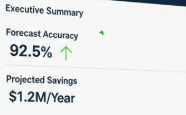 Executive Summary
Forecast Accuracy
92.5% ↑
Projected Savings
$1.2M/Year